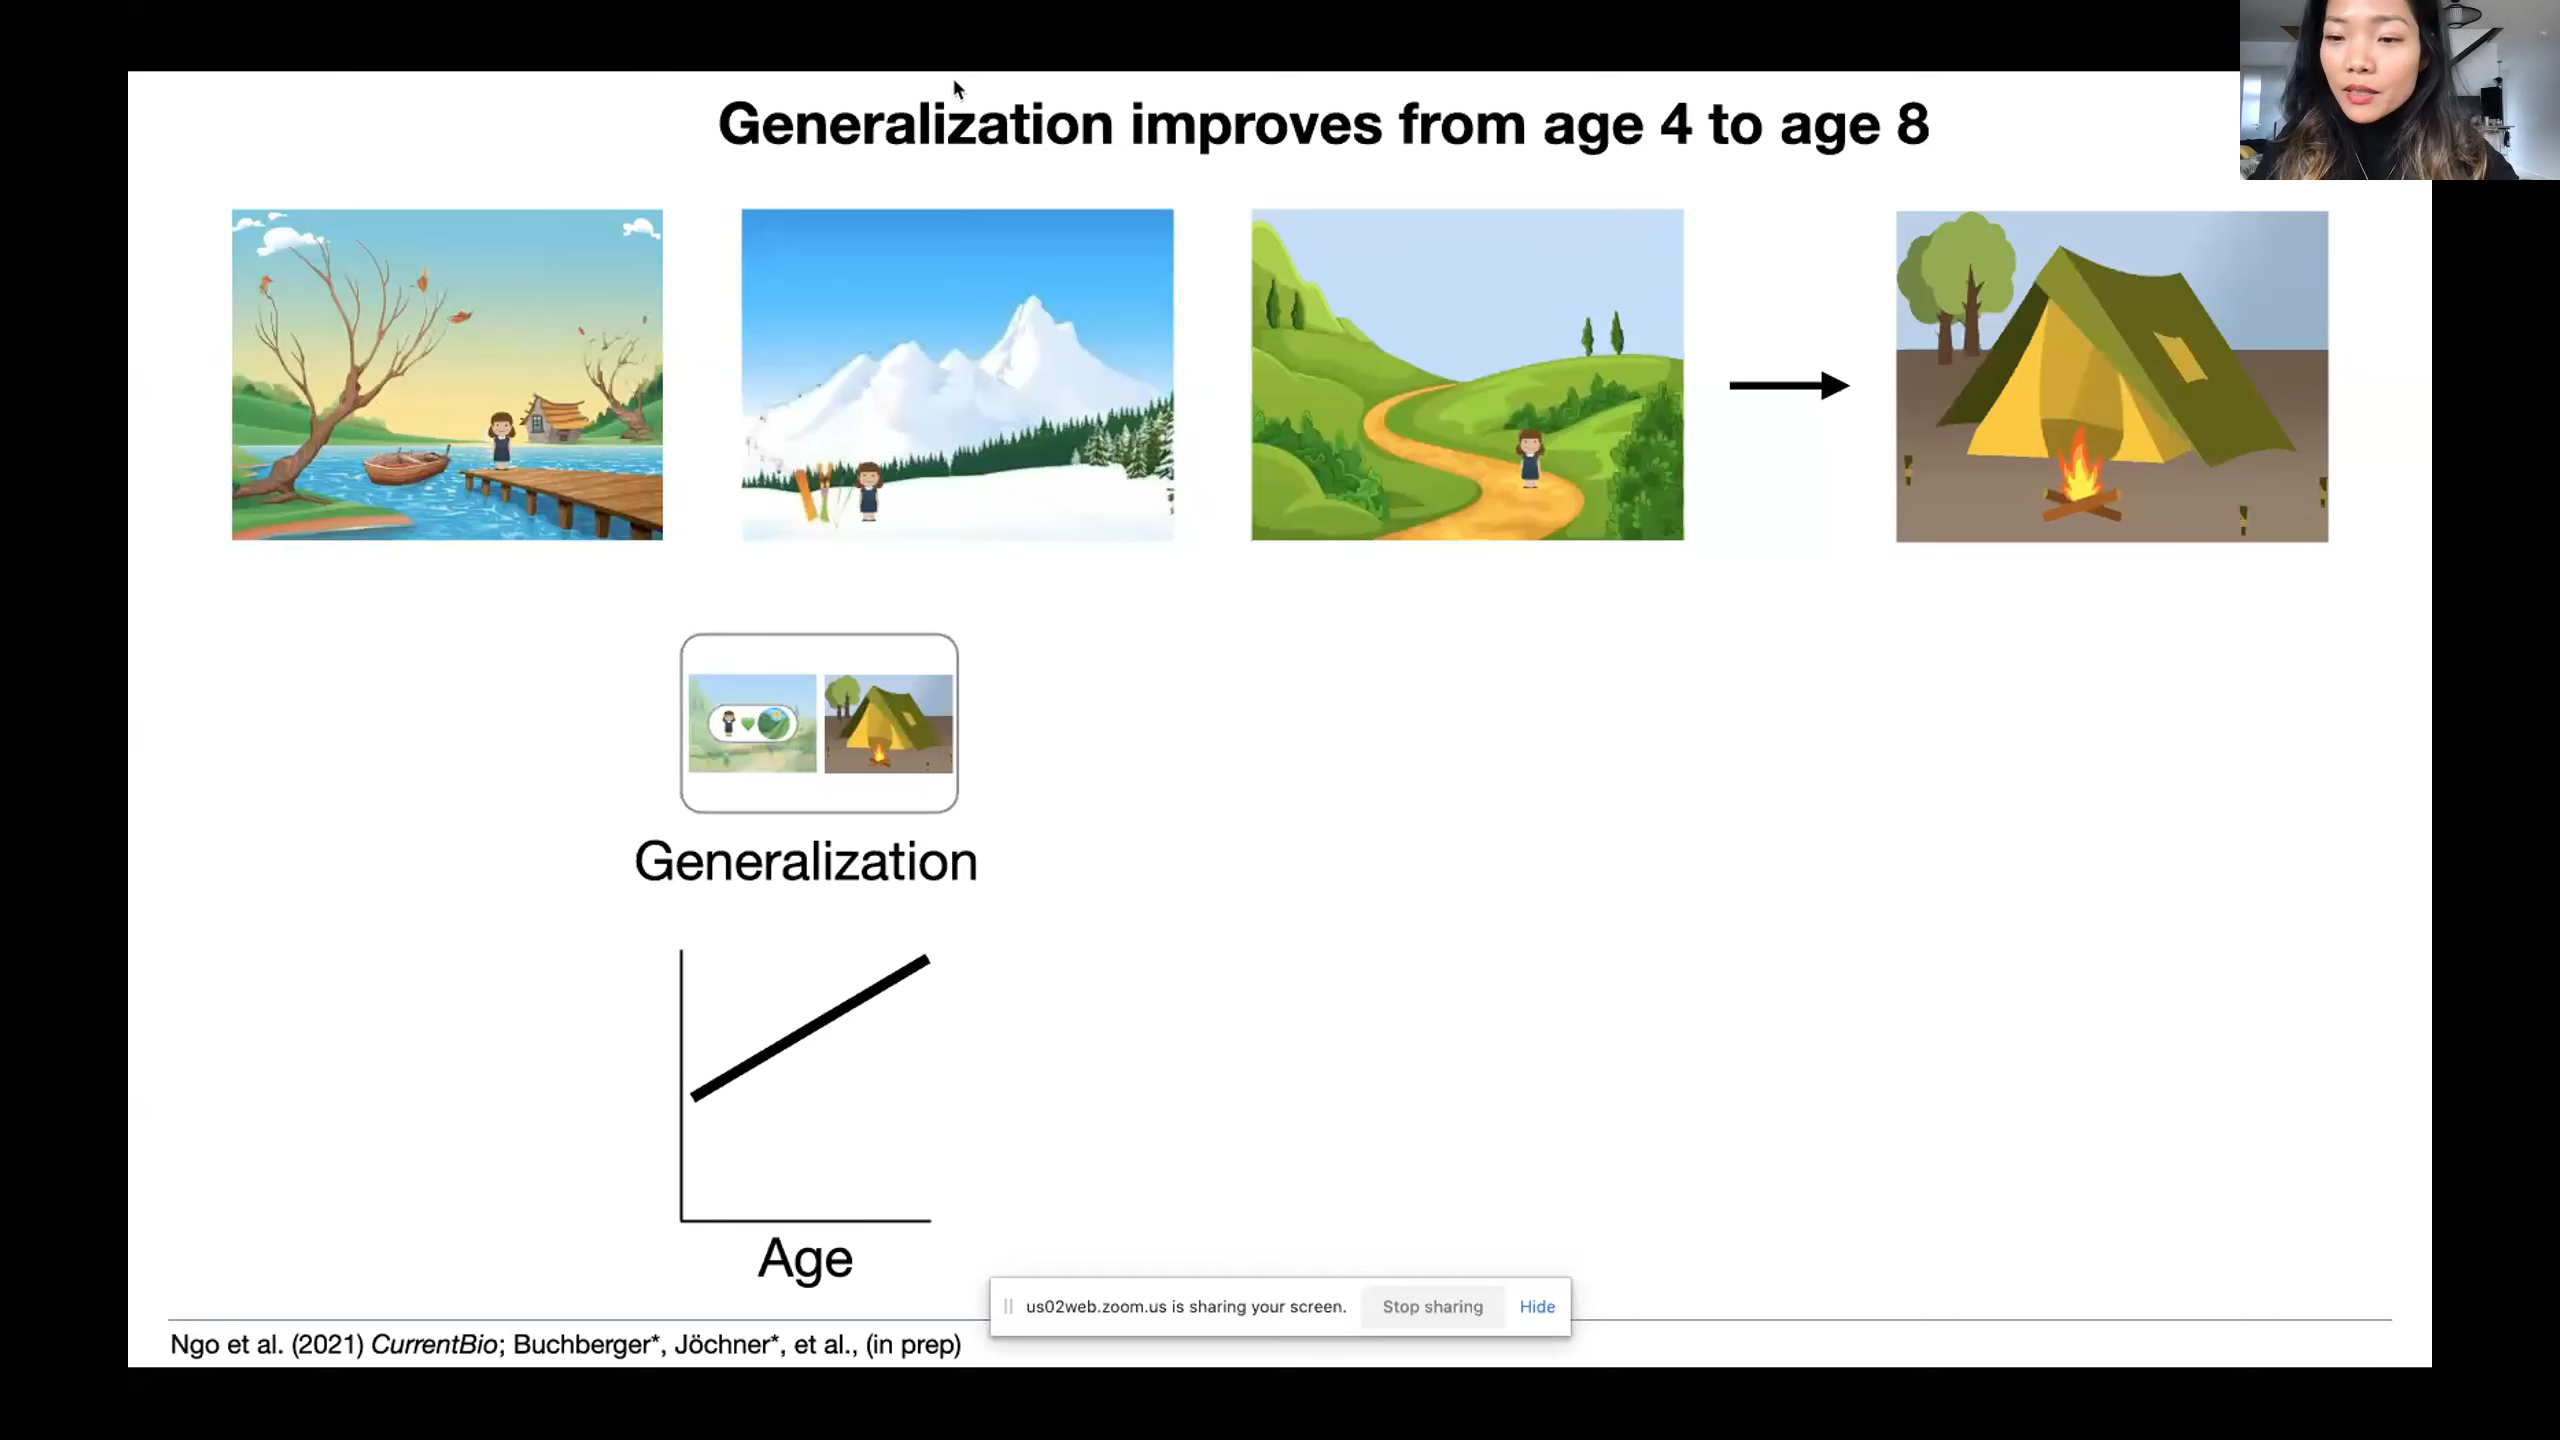 Generalization improves from age 4 to age 8
Generalization
Age
us02web.zoom.us is sharing your screen.
Stop sharing
Hide
Ngo et al. (2021) CurrentBio; Buchberger*, Jöchner*, et al., (in prep)